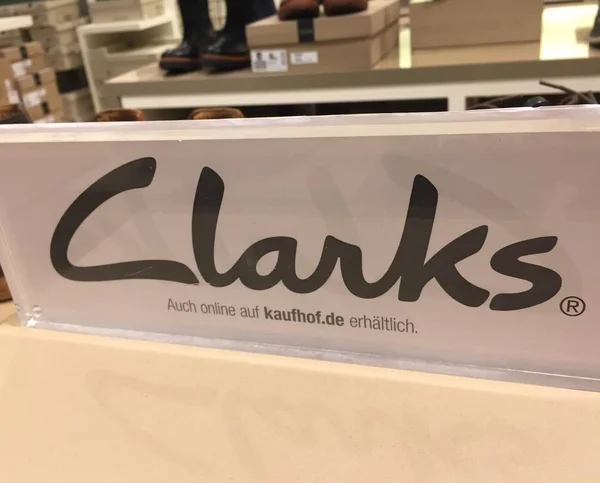 Clarks®
Auch online auf kaufhof.de erhältlich.